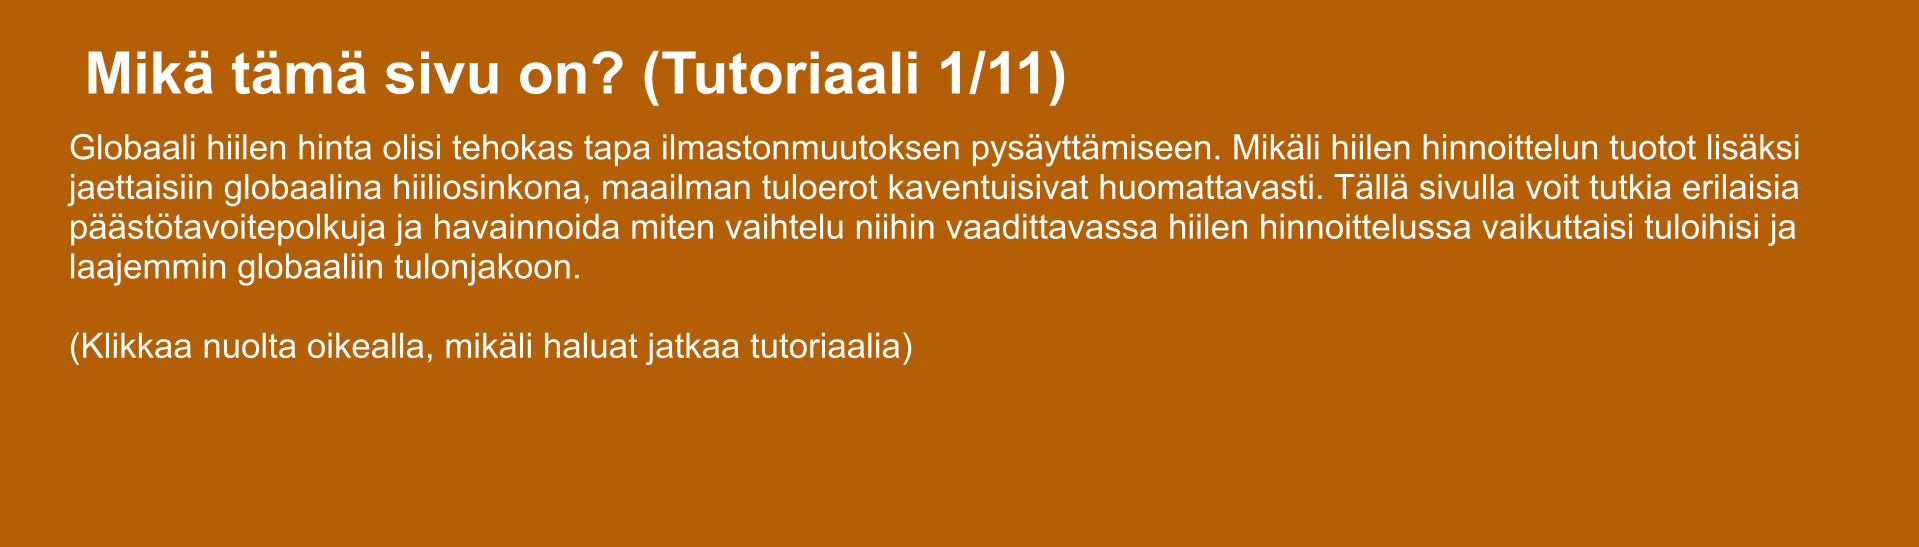 Mikä tämä sivu on? (Tutoriaali 1/11)
Globaali hiilen hinta olisi tehokas tapa ilmastonmuutoksen pysäyttämiseen. Mikäli hiilen hinnoittelun tuotot lisäksi
jaettaisiin globaalina hiiliosinkona, maailman tuloerot kaventuisivat huomattavasti. Tällä sivulla voit tutkia erilaisia
päästötavoitepolkuja ja havainnoida miten vaihtelu niihin vaadittavassa hiilen hinnoittelussa vaikuttaisi tuloihisi ja
laajemmin globaaliin tulonjakoon.
(Klikkaa nuolta oikealla, mikäli haluat jatkaa tutoriaalia)